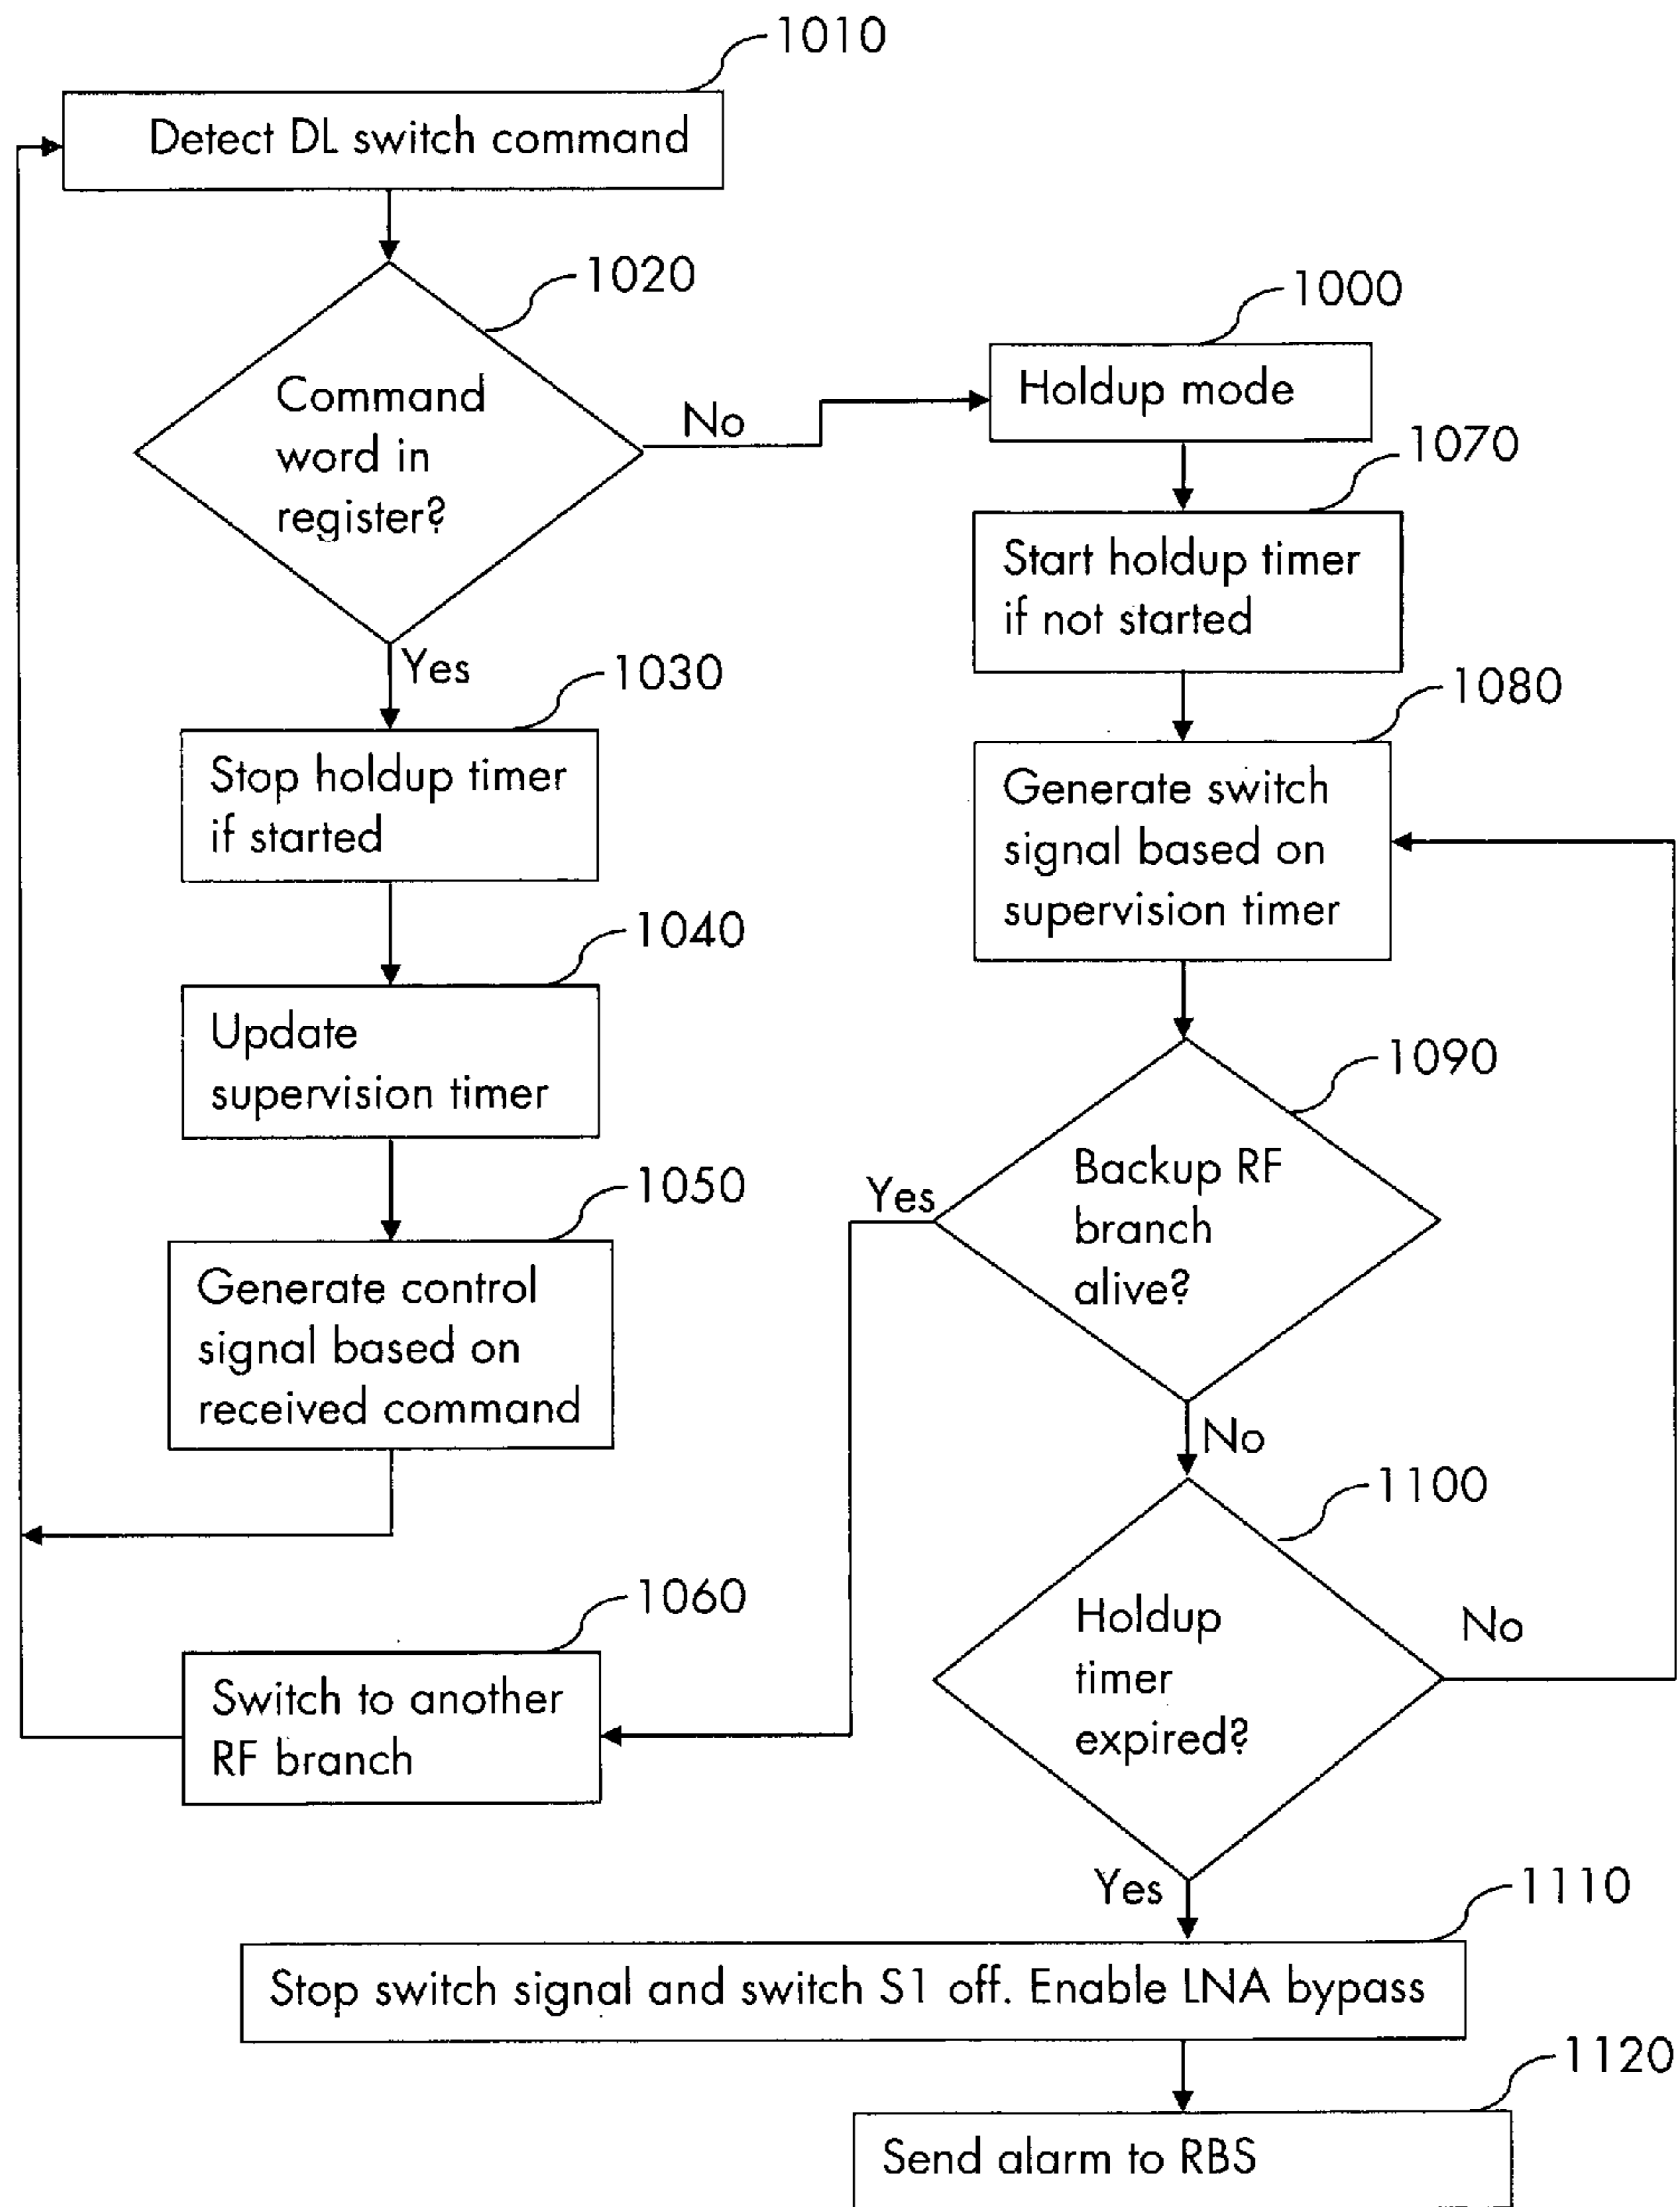 1010
Detect DL switch command
1020
Command
word in
register?
No
Yes
1000
Holdup mode
1070
Start holdup timer
if not started
1030
Stop holdup timer
if started
1080
Generate switch
signal based on
supervision timer
1040
Update
supervision timer
1090
Backup RF
branch
alive?
Yes
No
1050
Generate control
signal based on
received command
1100
Holdup
timer
expired?
No
Yes
1060
Switch to another
RF branch
1110
Stop switch signal and switch S1 off. Enable LNA bypass
1120
Send alarm to RBS